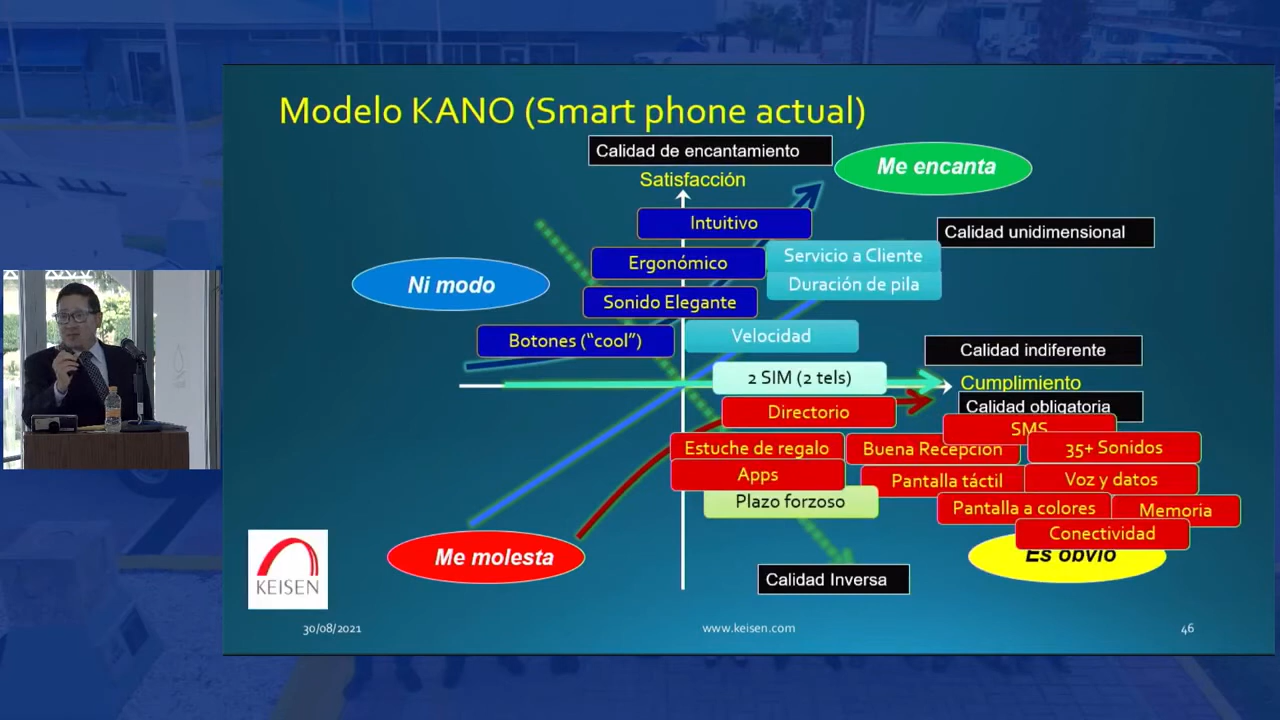 Modelo KANO (Smart phone actual)
Calidad de encantamiento
Me encanta
Satisfacción
Intuitivo
Calidad unidimensional
Servicio a Cliente
Ergonómico
Ni modo
Duración de pila
Sonido Elegante
Botones (“cool”)
Velocidad
Calidad indiferente
2 SIM (2 tels)
Cumplimiento
Calidad obligatoria
Directorio
SMS
Estuche de regalo
Buena Recepcion
35+ Sonidos
Apps
Pantalla táctil
Voz y datos
Plazo forzoso
Pantalla a colores
Memoria
Conectividad
Me molesta
Es obvio
Calidad Inversa
KEISEN
30/08/2021
www.keisen.com
46